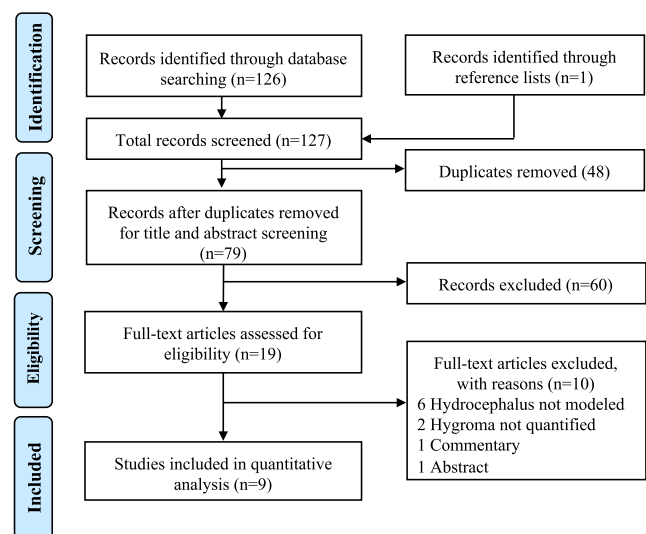 Identification
Records identified through database
searching (n=126)
Records identified through
reference lists (n=1)
Total records screened (n=127)
Duplicates removed (48)
Screening
Records after duplicates removed
for title and abstract screening
(n=79)
Records excluded (n=60)
Eligibility
Full-text articles assessed for
eligibility (n=19)
Full-text articles excluded,
with reasons (n=10)
6 Hydrocephalus not modeled
2 Hygroma not quantified
1 Commentary
1 Abstract
Included
Studies included in quantitative
analysis (n=9)